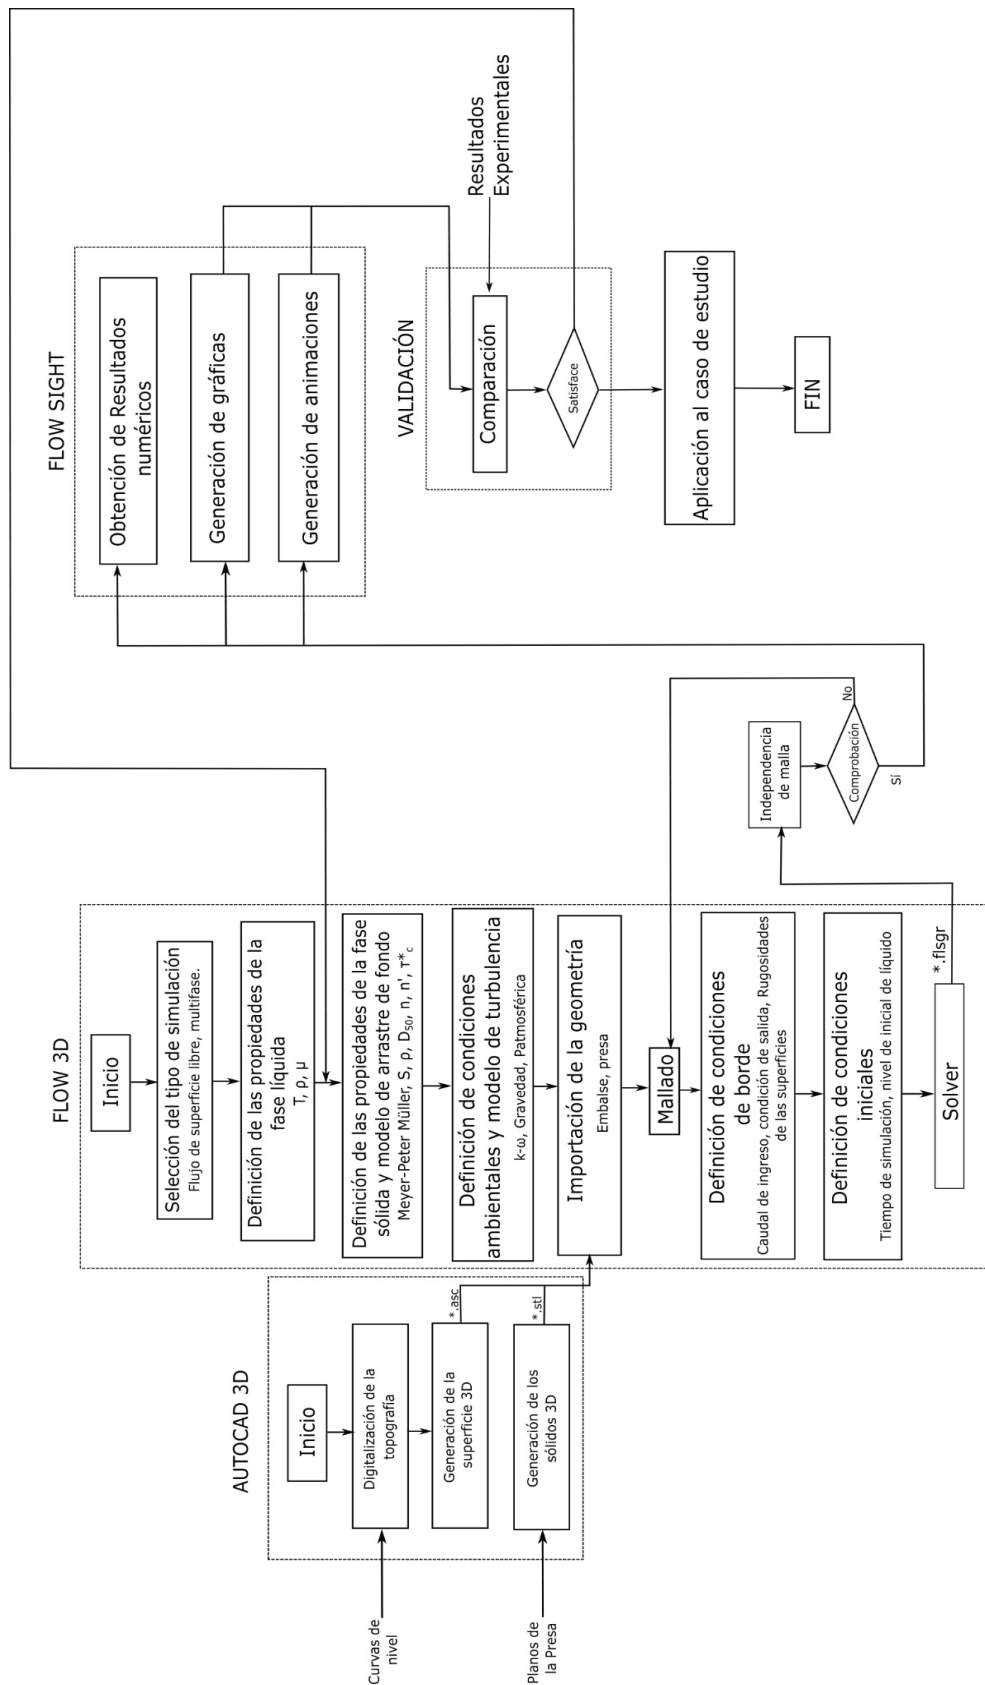 AUTOCAD 3D
Inicio
Curvas de
nivel
Digitalización de la
topografía
Generación de la
superficie 3D
*.asc
Planos de
la Presa
Generación de los
sólidos 3D
*.stl
FLOW 3D
Inicio
Selección del tipo de simulación
Flujo de superficie libre, multifase.
Definición de las propiedades de la
fase líquida
T, ρ, μ
Definición de las propiedades de la fase
sólida y modelo de arrastre de fondo
Meyer-Peter Müller, S, ρ, D₅₀, n, n', τ*c
Definición de condiciones
ambientales y modelo de turbulencia
k-ω, Gravedad, Patmosférica
Importación de la geometría
Embalse, presa
Mallado
Definición de condiciones
de borde
Caudal de ingreso, condición de salida, Rugosidades
de las superficies
Definición de condiciones
iniciales
Tiempo de simulación, nivel de inicial de líquido
Solver
*.flsgr
Independencia
de malla
Comprobación
No
Sí
FLOW SIGHT
Obtención de Resultados
numéricos
Generación de gráficas
Generación de animaciones
VALIDACIÓN
Resultados
Experimentales
Comparación
Satisface
Aplicación al caso de estudio
FIN